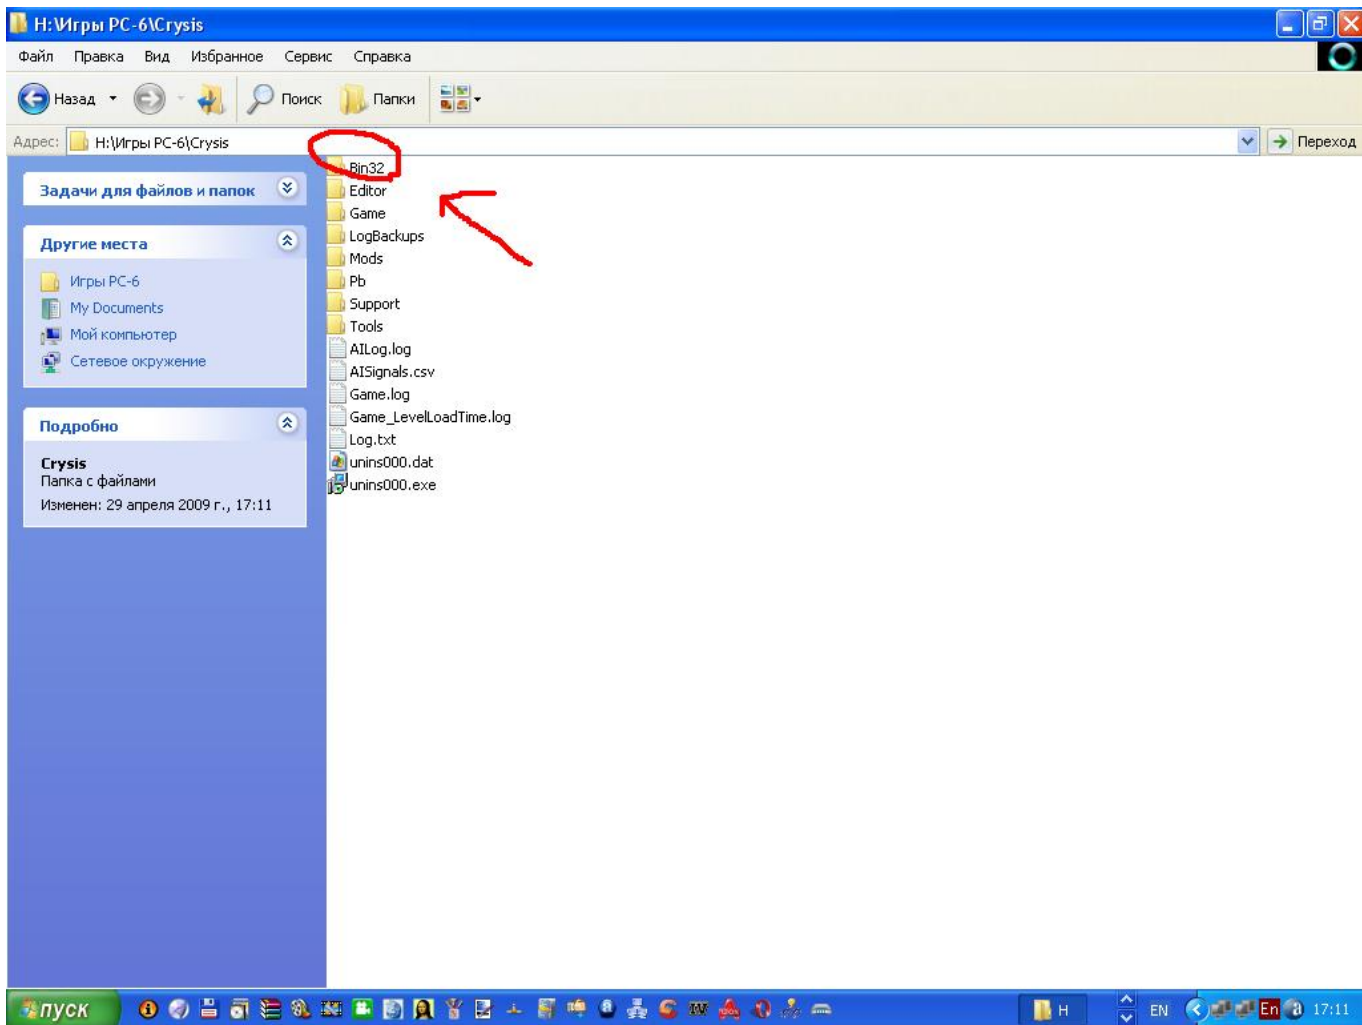 H:\Игры PC-6\Crysis
Файл Правка Вид Избранное Сервис Справка
Назад Поиск Папки
Адрес: H:\Игры PC-6\Crysis Переход
Задачи для файлов и папок
Другие места
Игры PC-6
My Documents
Мой компьютер
Сетевое окружение
Подробно
Crysis
Папка с файлами
Изменен: 29 апреля 2009 г., 17:11
Bin32
Editor
Game
LogBackups
Mods
Pb
Support
Tools
AILog.log
AISignals.csv
Game.log
Game_LevelLoadTime.log
Log.txt
unins000.dat
unins000.exe
пуск H EN En 17:11